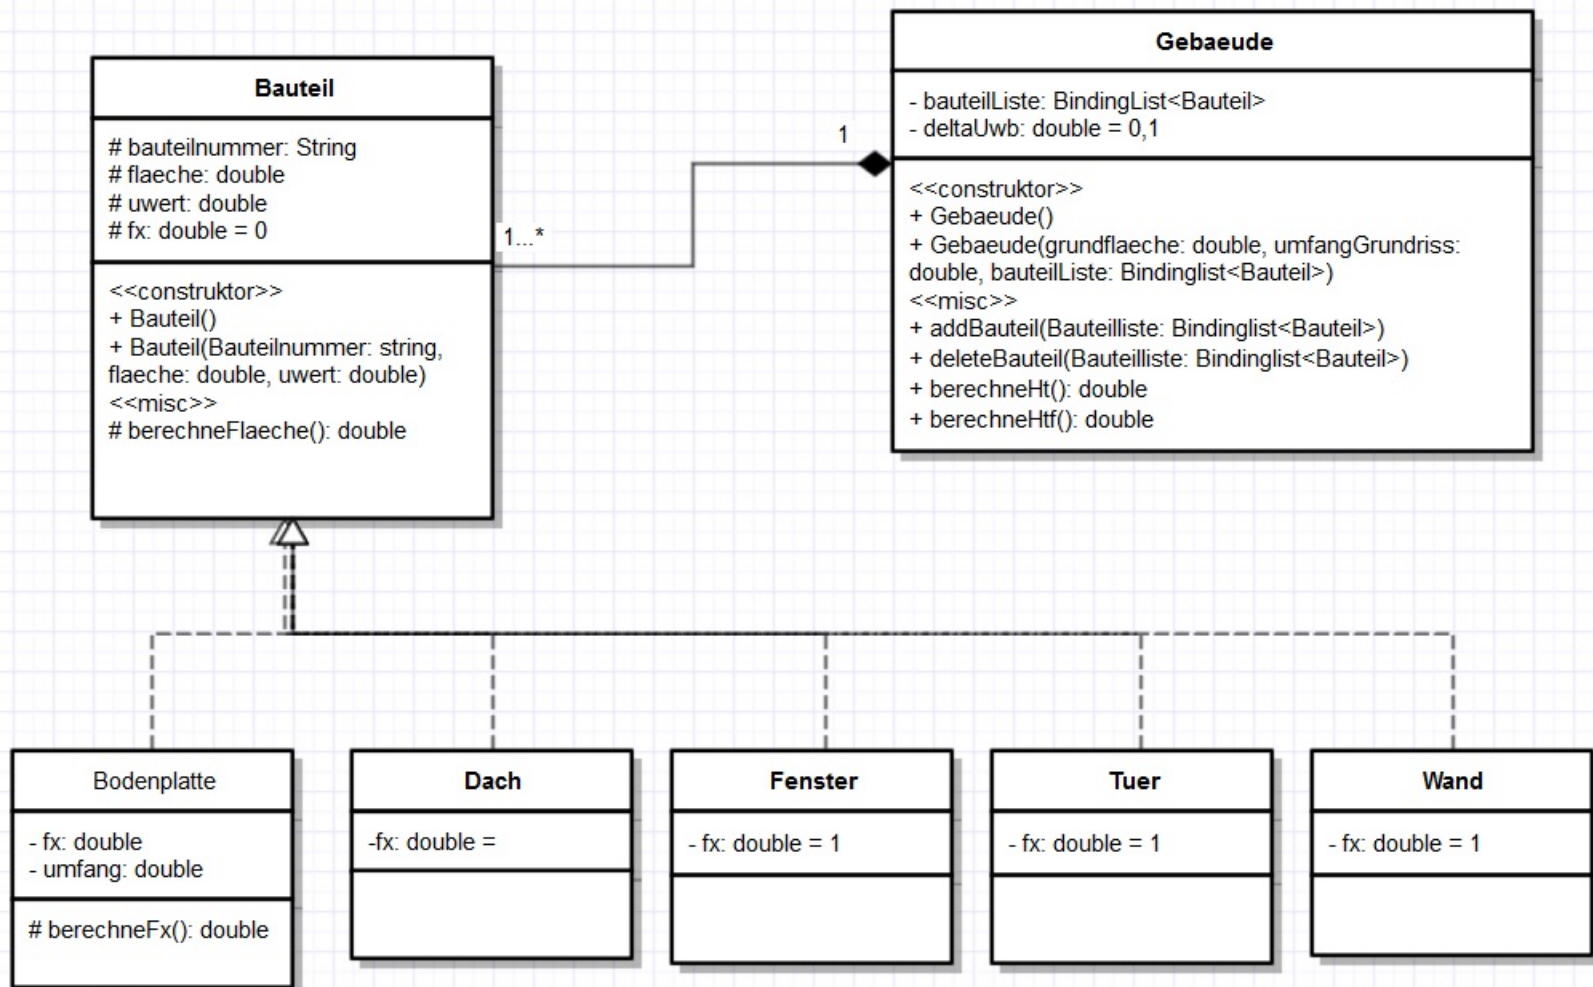 Bauteil
# bauteilnummer: String
# flaeche: double
# uwert: double
# fx: double = 0
<<construktor>>
+ Bauteil()
+ Bauteil(Bauteilnummer: string,
flaeche: double, uwert: double)
<<misc>>
# berechneFlaeche(): double
1...*
1
Gebaeude
- bauteilListe: BindingList<Bauteil>
- deltaUwb: double = 0,1
<<construktor>>
+ Gebaeude()
+ Gebaeude(grundflaeche: double, umfangGrundriss:
double, bauteilListe: Bindinglist<Bauteil>)
<<misc>>
+ addBauteil(Bauteilliste: Bindinglist<Bauteil>)
+ deleteBauteil(Bauteilliste: Bindinglist<Bauteil>)
+ berechneHt(): double
+ berechneHtf(): double
Bodenplatte
- fx: double
- umfang: double
# berechneFx(): double
Dach
-fx: double =
Fenster
- fx: double = 1
Tuer
- fx: double = 1
Wand
- fx: double = 1